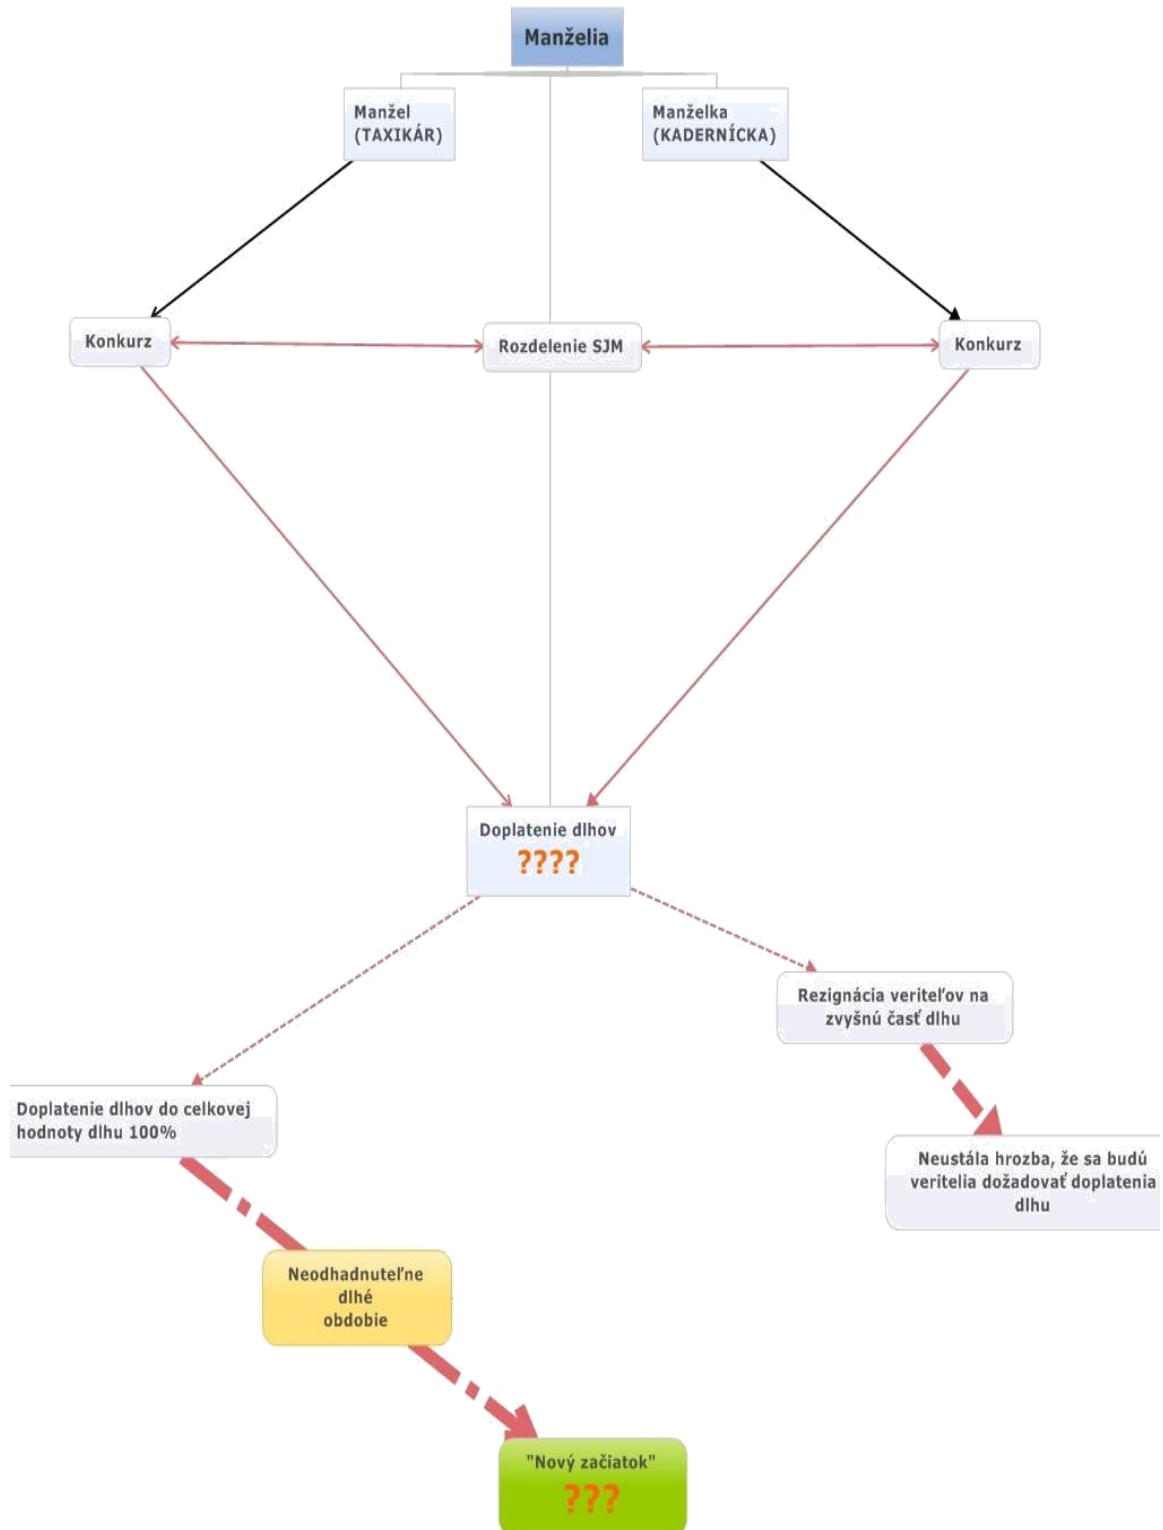 Manželia
Manžel
(TAXIKÁR)
Manželka
(KADERNÍCKA)
Konkurz
Rozdelenie SJM
Konkurz
Doplatenie dlhov
????
Rezignácia veriteľov na
zvyšnú časť dlhu
Doplatenie dlhov do celkovej
hodnoty dlhu 100%
Neustála hrozba, že sa budú
veritelia dožadovať doplatenia
dlhu
Neodhadnuteľne
dlhé
obdobie
"Nový začiatok"
???